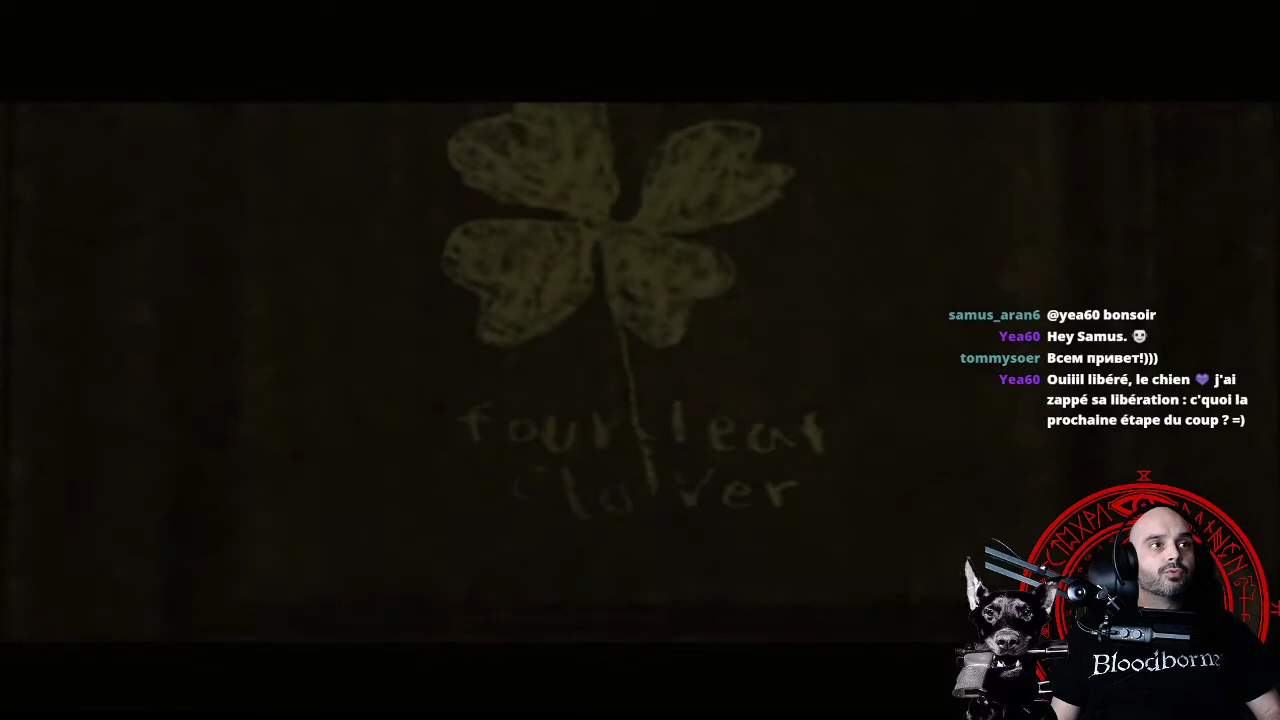 four leaf
clover
samus_aran6 @yea60 bonsoir
Yea60 Hey Samus.
tommysoer Всем привет!)))
Yea60 Ouiiil libéré, le chien 💜 j'ai
zappé sa libération : c'quoi la
prochaine étape du coup ? =)
Bloodborne